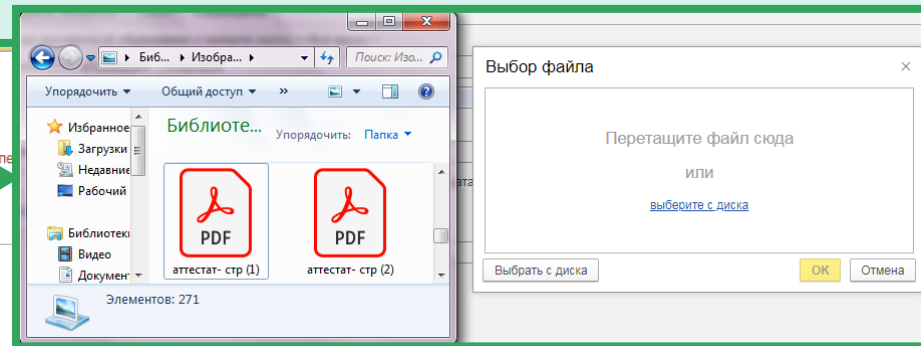 Биб... Изобра...
Поиск: Изо...
Упорядочить Общий доступ »
Избранное
Загрузки
Недавние
Рабочий
Библиотеки
Видео
Докумен
Библиоте...
Упорядочить: Папка
PDF
аттестат- стр (1)
PDF
аттестат- стр (2)
Элементов: 271
Выбор файла
Перетащите файл сюда
или
выберите с диска
Выбрать с диска
OK
Отмена